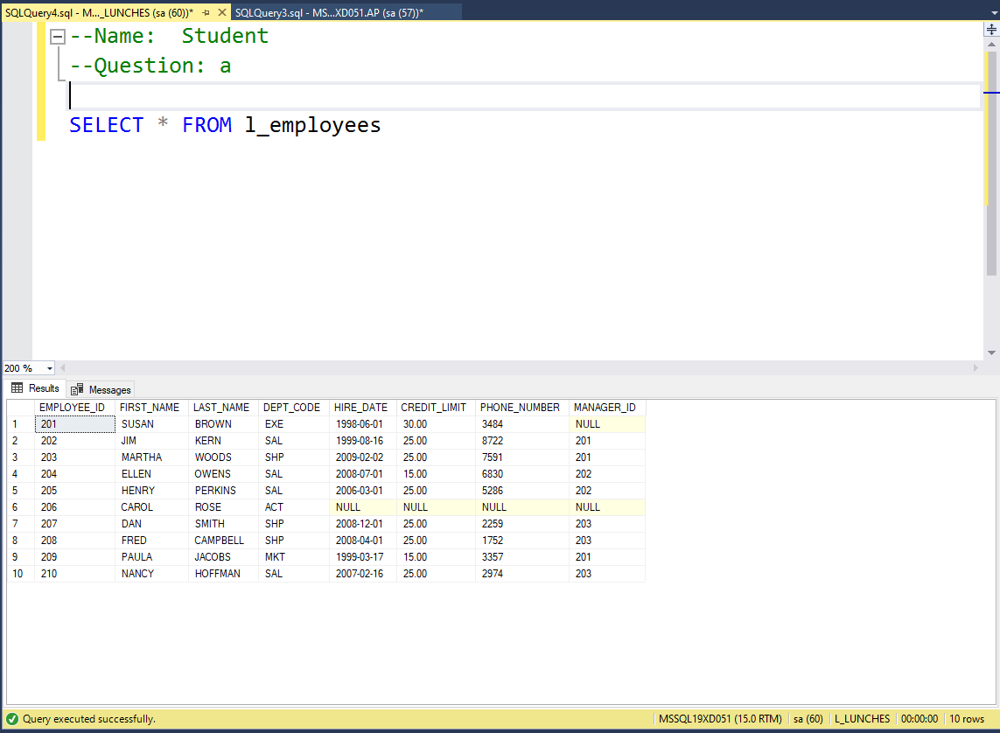 SQLQuery4.sql - M..._LUNCHES (sa (60))* SQLQuery3.sql - MS...XD051.AP (sa (57))*
--Name:  Student
--Question: a
SELECT * FROM l_employees
200 %
Results Messages
EMPLOYEE_ID FIRST_NAME LAST_NAME DEPT_CODE HIRE_DATE CREDIT_LIMIT PHONE_NUMBER MANAGER_ID
1 201 SUSAN BROWN EXE 1998-06-01 30.00 3484 NULL
2 202 JIM KERN SAL 1999-08-16 25.00 8722 201
3 203 MARTHA WOODS SHP 2009-02-02 25.00 7591 201
4 204 ELLEN OWENS SAL 2008-07-01 15.00 6830 202
5 205 HENRY PERKINS SAL 2006-03-01 25.00 5286 202
6 206 CAROL ROSE ACT NULL NULL NULL NULL
7 207 DAN SMITH SHP 2008-12-01 25.00 2259 203
8 208 FRED CAMPBELL SHP 2008-04-01 25.00 1752 203
9 209 PAULA JACOBS MKT 1999-03-17 15.00 3357 201
10 210 NANCY HOFFMAN SAL 2007-02-16 25.00 2974 203
Query executed successfully. MSSQL19XD051 (15.0 RTM) sa (60) L_LUNCHES 00:00:00 10 rows